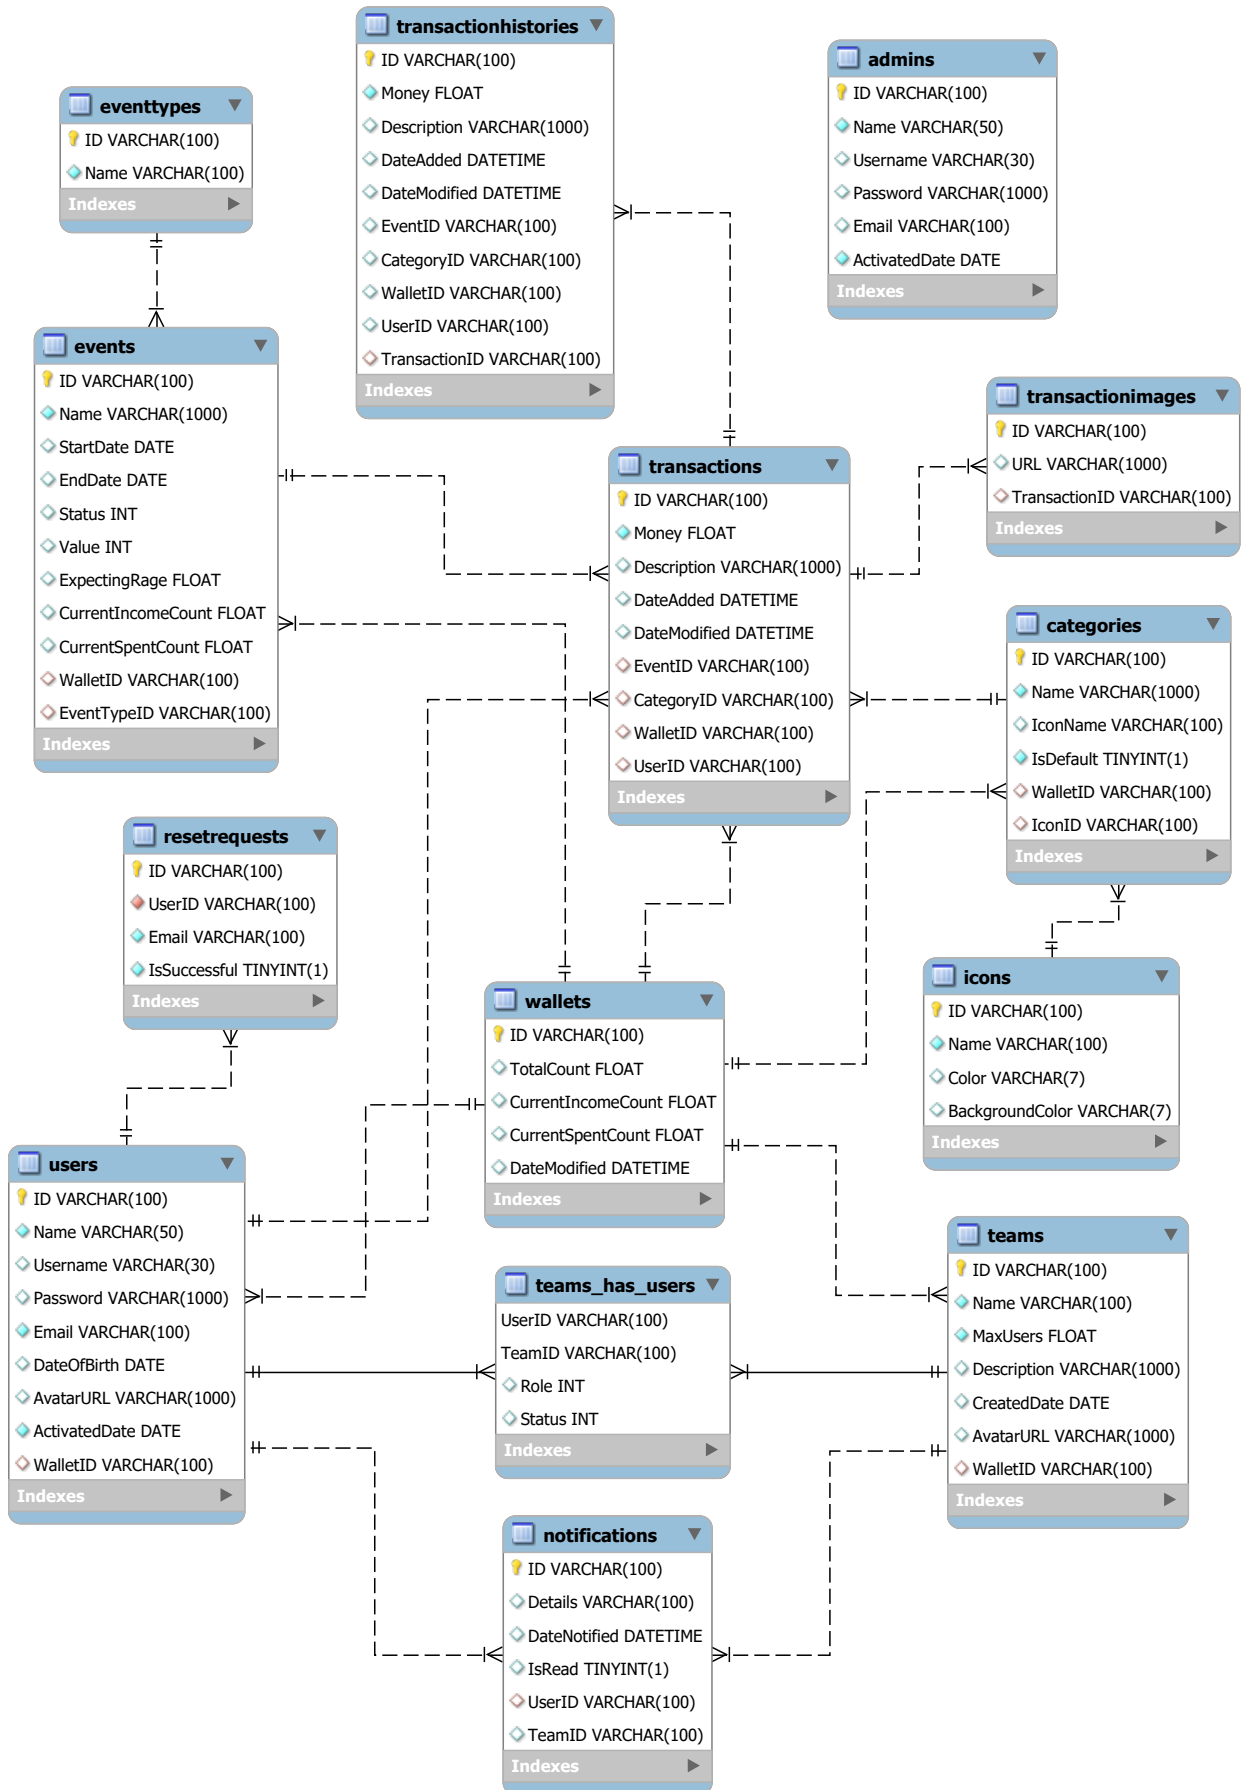 transactionhistories
ID VARCHAR(100)
Money FLOAT
Description VARCHAR(1000)
DateAdded DATETIME
DateModified DATETIME
EventID VARCHAR(100)
CategoryID VARCHAR(100)
WalletID VARCHAR(100)
UserID VARCHAR(100)
TransactionID VARCHAR(100)
Indexes
admins
ID VARCHAR(100)
Name VARCHAR(50)
Username VARCHAR(30)
Password VARCHAR(1000)
Email VARCHAR(100)
ActivatedDate DATE
Indexes
eventtypes
ID VARCHAR(100)
Name VARCHAR(100)
Indexes
events
ID VARCHAR(100)
Name VARCHAR(1000)
StartDate DATE
EndDate DATE
Status INT
Value INT
ExpectingRage FLOAT
CurrentIncomeCount FLOAT
CurrentSpentCount FLOAT
WalletID VARCHAR(100)
EventTypeID VARCHAR(100)
Indexes
transactions
ID VARCHAR(100)
Money FLOAT
Description VARCHAR(1000)
DateAdded DATETIME
DateModified DATETIME
EventID VARCHAR(100)
CategoryID VARCHAR(100)
WalletID VARCHAR(100)
UserID VARCHAR(100)
Indexes
transactionimages
ID VARCHAR(100)
URL VARCHAR(1000)
TransactionID VARCHAR(100)
Indexes
categories
ID VARCHAR(100)
Name VARCHAR(1000)
IconName VARCHAR(100)
IsDefault TINYINT(1)
WalletID VARCHAR(100)
IconID VARCHAR(100)
Indexes
resetrequests
ID VARCHAR(100)
UserID VARCHAR(100)
Email VARCHAR(100)
IsSuccessful TINYINT(1)
Indexes
wallets
ID VARCHAR(100)
TotalCount FLOAT
CurrentIncomeCount FLOAT
CurrentSpentCount FLOAT
DateModified DATETIME
Indexes
icons
ID VARCHAR(100)
Name VARCHAR(100)
Color VARCHAR(7)
BackgroundColor VARCHAR(7)
Indexes
users
ID VARCHAR(100)
Name VARCHAR(50)
Username VARCHAR(30)
Password VARCHAR(1000)
Email VARCHAR(100)
DateOfBirth DATE
AvatarURL VARCHAR(1000)
ActivatedDate DATE
WalletID VARCHAR(100)
Indexes
teams_has_users
UserID VARCHAR(100)
TeamID VARCHAR(100)
Role INT
Status INT
Indexes
teams
ID VARCHAR(100)
Name VARCHAR(100)
MaxUsers FLOAT
Description VARCHAR(1000)
CreatedDate DATE
AvatarURL VARCHAR(1000)
WalletID VARCHAR(100)
Indexes
notifications
ID VARCHAR(100)
Details VARCHAR(100)
DateNotified DATETIME
IsRead TINYINT(1)
UserID VARCHAR(100)
TeamID VARCHAR(100)
Indexes